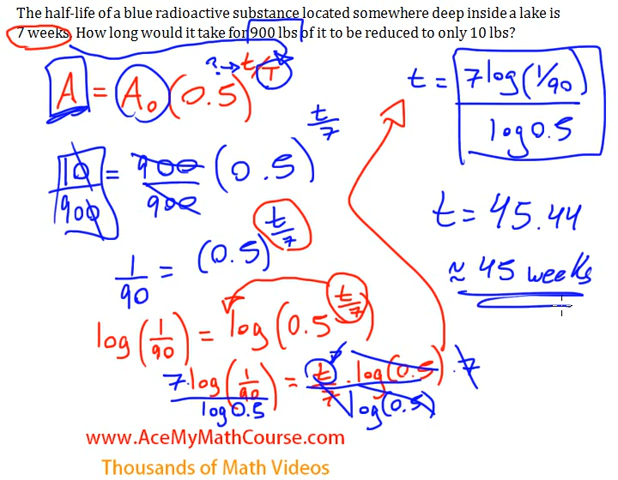 The half-life of a blue radioactive substance located somewhere deep inside a lake is
7 weeks. How long would it take for 900 lbs of it to be reduced to only 10 lbs?
A = A₀ (0.5)^(t/T) ?→
10/900 = 900/900 (0.5)^(t/7)
1/90 = (0.5)^(t/7)
log(1/90) = log(0.5^(t/7))
7·log(1/90)/log0.5 = t/7 · log(0.5)/log(0.5) · 7
t = 7log(1/90)/log0.5
t = 45.44
≈ 45 weeks
www.AceMyMathCourse.com
Thousands of Math Videos